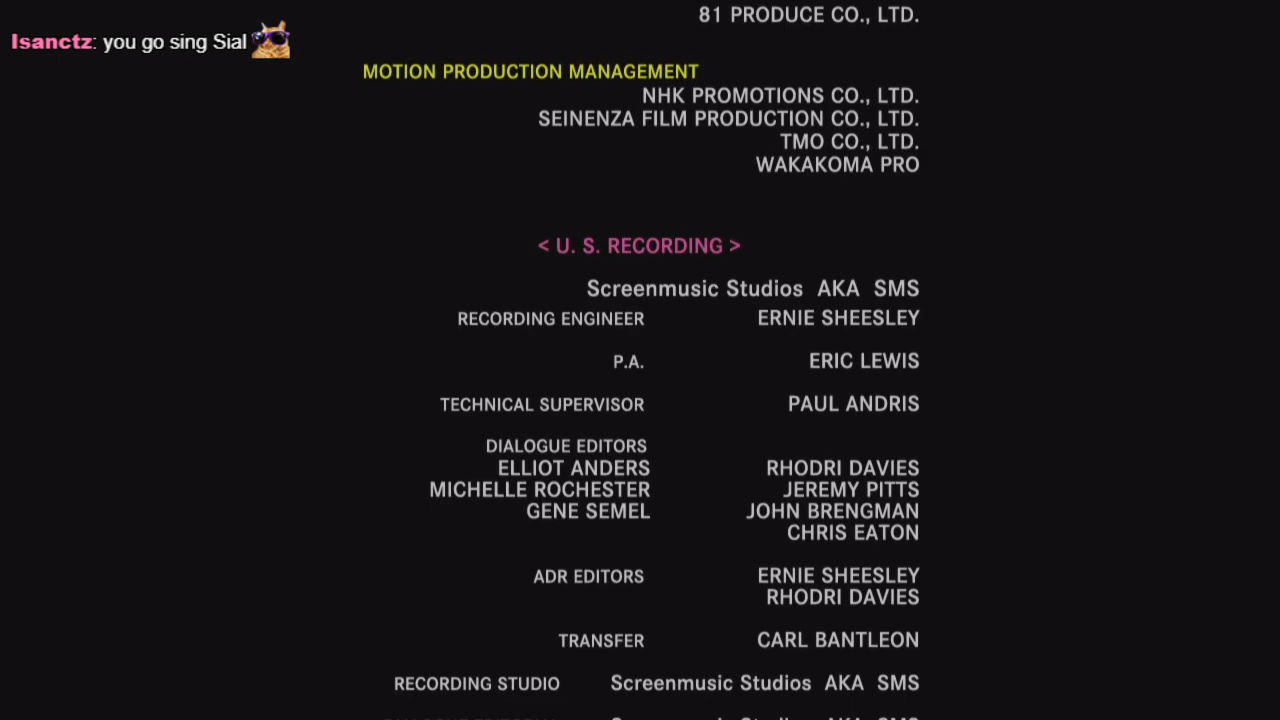 81 PRODUCE CO., LTD.
Isanctz: you go sing Sial
MOTION PRODUCTION MANAGEMENT
NHK PROMOTIONS CO., LTD.
SEINENZA FILM PRODUCTION CO., LTD.
TMO CO., LTD.
WAKAKOMA PRO
< U. S. RECORDING >
Screenmusic Studios AKA SMS
RECORDING ENGINEER ERNIE SHEESLEY
P.A. ERIC LEWIS
TECHNICAL SUPERVISOR PAUL ANDRIS
DIALOGUE EDITORS
ELLIOT ANDERS RHODRI DAVIES
MICHELLE ROCHESTER JEREMY PITTS
GENE SEMEL JOHN BRENGMAN
CHRIS EATON
ADR EDITORS ERNIE SHEESLEY
RHODRI DAVIES
TRANSFER CARL BANTLEON
RECORDING STUDIO Screenmusic Studios AKA SMS